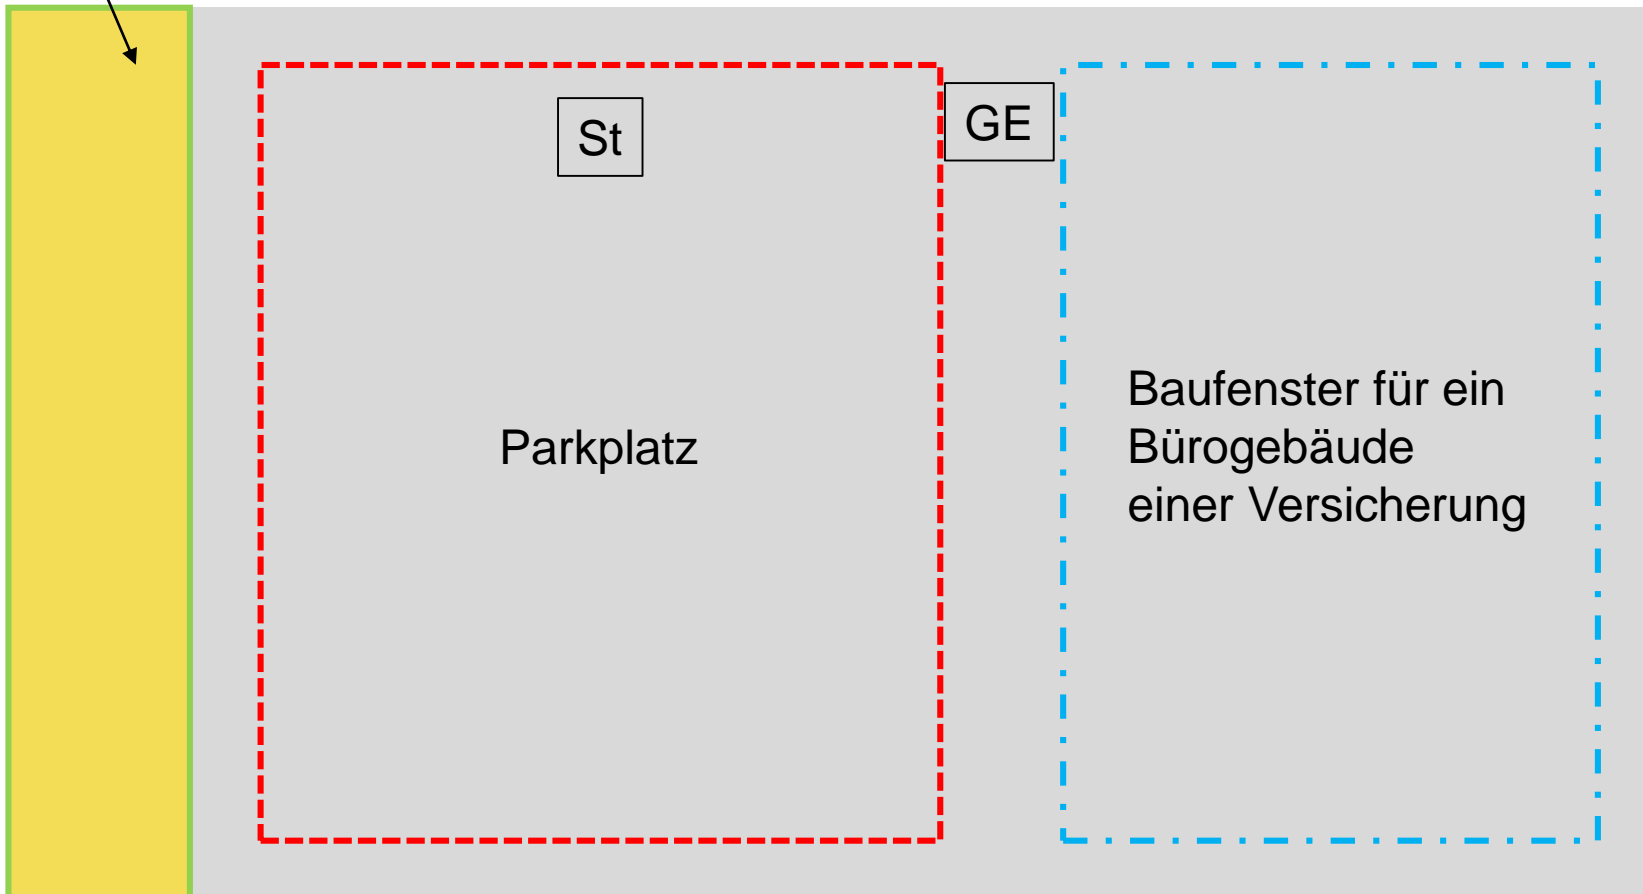 St
GE
Parkplatz
Baufenster für ein
Bürogebäude
einer Versicherung